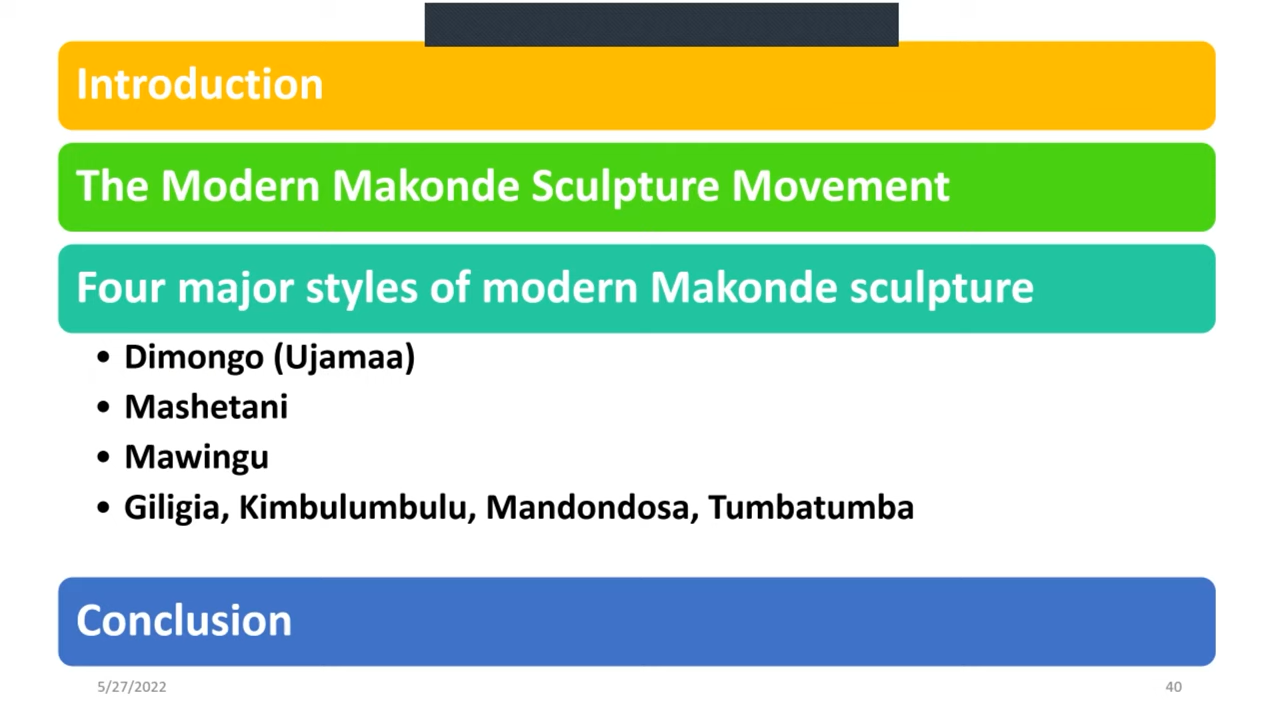 Introduction
The Modern Makonde Sculpture Movement
Four major styles of modern Makonde sculpture
• Dimongo (Ujamaa)
• Mashetani
• Mawingu
• Giligia, Kimbulumbulu, Mandondosa, Tumbatumba
Conclusion
5/27/2022
40